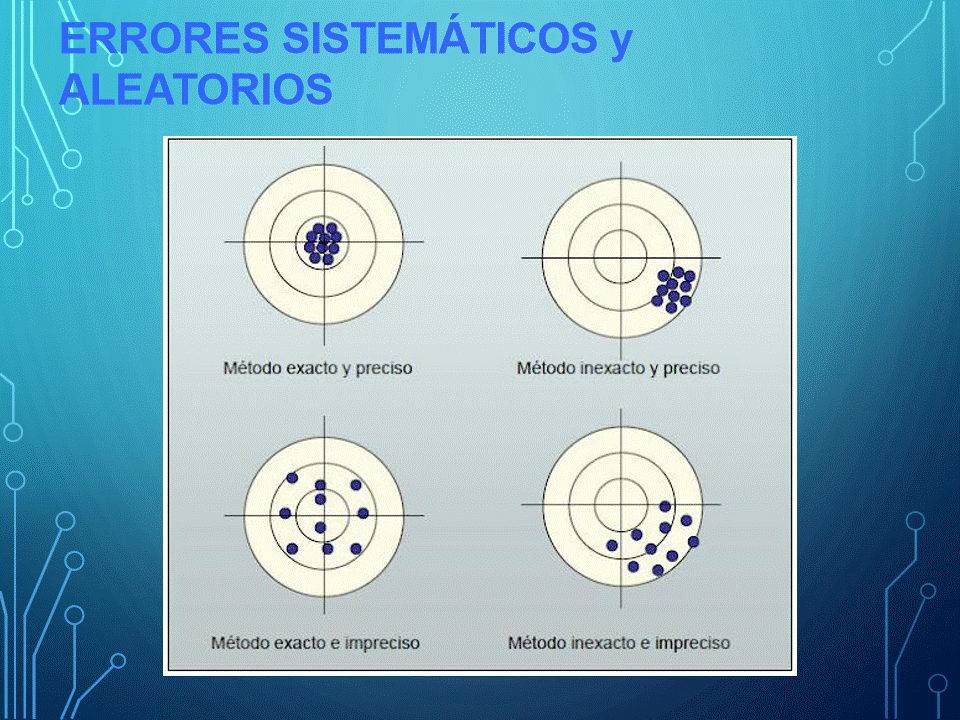 ERRORES SISTEMÁTICOS y
ALEATORIOS
Método exacto y preciso
Método inexacto y preciso
Método exacto e impreciso
Método inexacto e impreciso